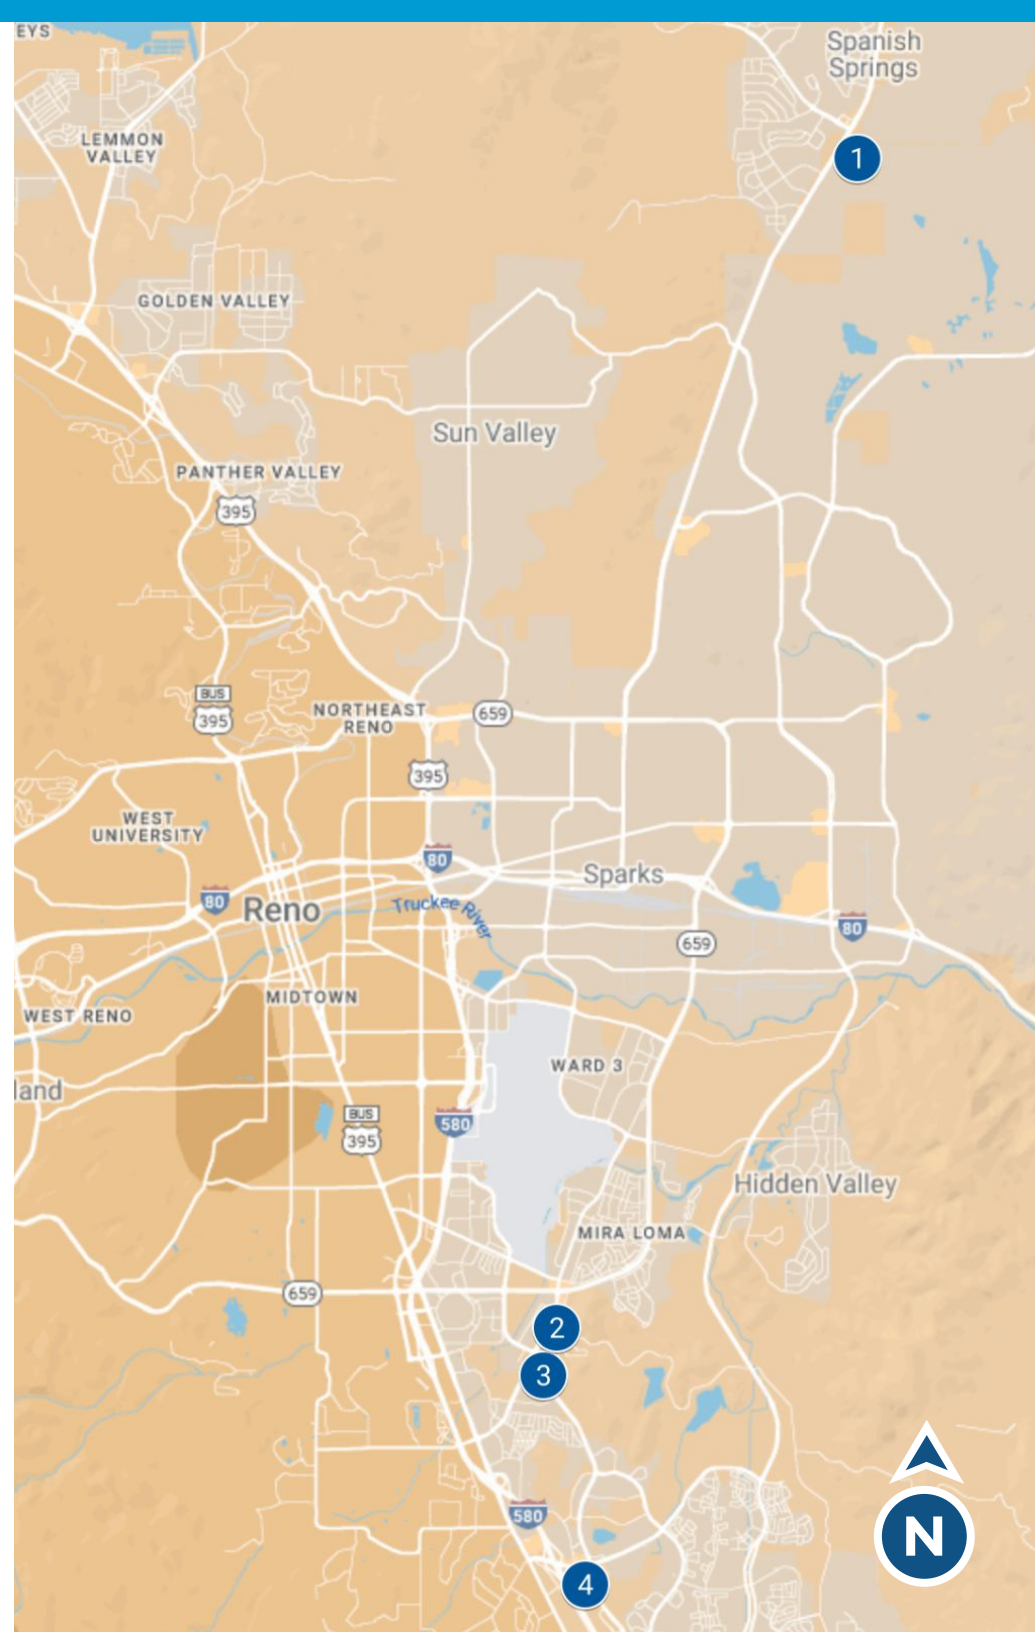 EYS
Spanish
Springs
LEMMON
VALLEY
1
GOLDEN VALLEY
Sun Valley
PANTHER VALLEY
395
BUS
395
NORTHEAST
RENO
659
395
WEST
UNIVERSITY
80
Sparks
80
Reno
Truckee River
80
659
MIDTOWN
WEST RENO
WARD 3
land
BUS
395
580
Hidden Valley
MIRA LOMA
659
2
3
580
N
4